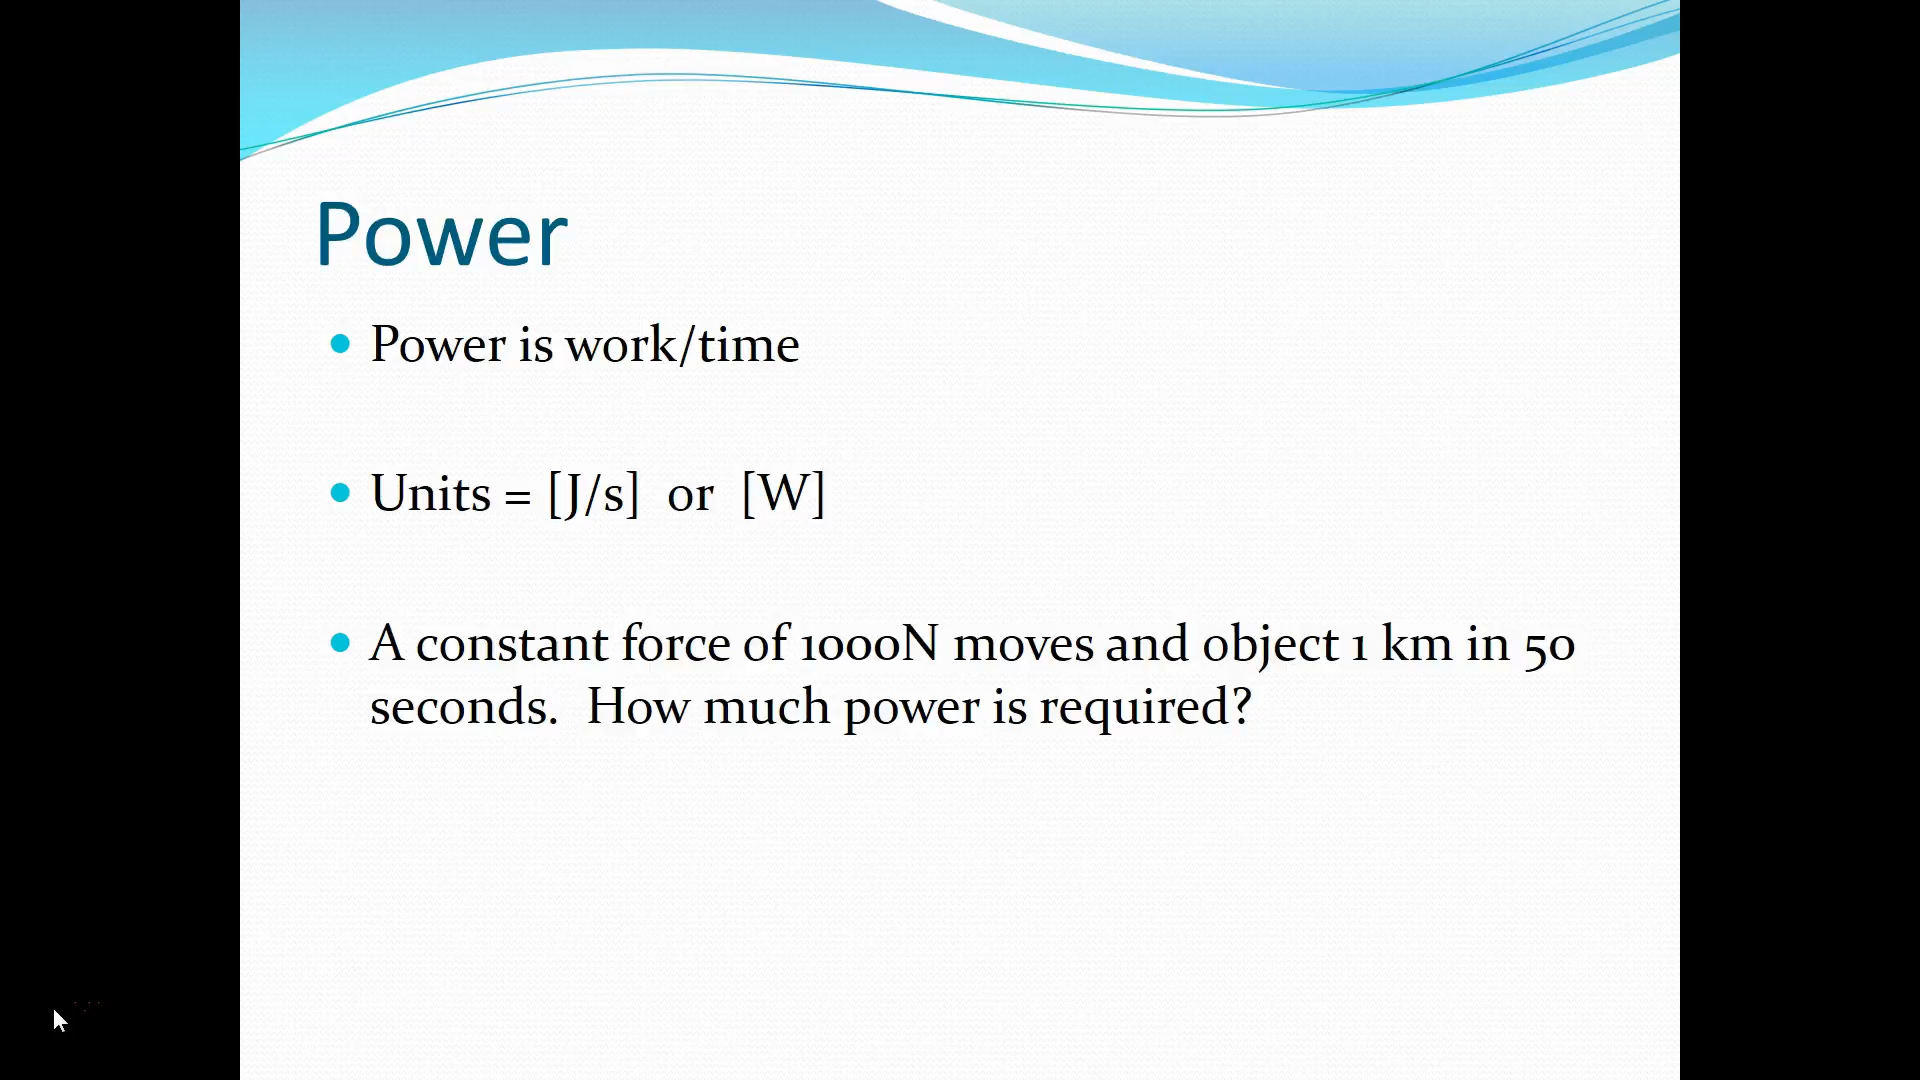 Power
Power is work/time
Units = [J/s] or [W]
A constant force of 1000N moves and object 1 km in 50
seconds. How much power is required?